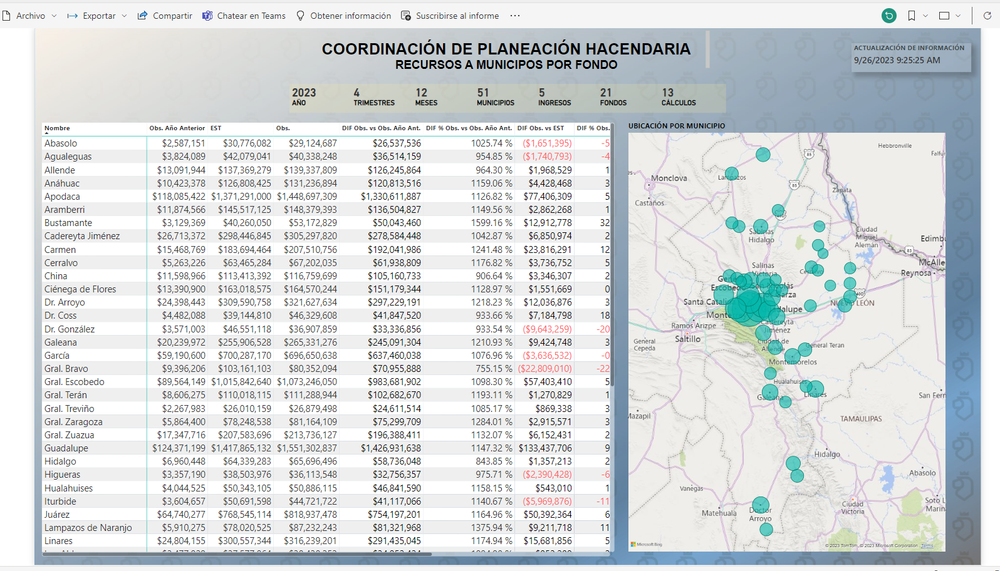 Archivo Exportar Compartir Chatear en Teams Obtener información Suscribirse al informe ...
COORDINACIÓN DE PLANEACIÓN HACENDARIA
RECURSOS A MUNICIPOS POR FONDO
ACTUALIZACIÓN DE INFORMACIÓN
9/26/2023 9:25:25 AM
2023 4 12 51 5 21 13
AÑO TRIMESTRES MESES MUNICIPIOS INGRESOS FONDOS CÁLCULOS
Nombre Obs. Año Anterior EST Obs. DIF Obs. vs Obs. Año Ant. DIF % Obs. vs Obs. Año Ant. DIF Obs. vs EST DIF % Obs.
Abasolo $2,587,151 $30,776,082 $29,124,687 $26,537,536 1025.74 % ($1,651,395) -5
Agualeguas $3,824,089 $42,079,041 $40,338,248 $36,514,159 954.85 % ($1,740,793) -4
Allende $13,091,944 $137,369,279 $139,337,809 $126,245,864 964.30 % $1,968,529 1
Anáhuac $10,423,378 $126,808,425 $131,236,894 $120,813,516 1159.06 % $4,428,468 3
Apodaca $118,085,422 $1,371,291,000 $1,448,697,309 $1,330,611,887 1126.82 % $77,406,309 5
Aramberri $11,874,566 $145,517,125 $148,379,393 $136,504,827 1149.56 % $2,862,268 1
Bustamante $3,129,369 $40,260,050 $53,172,829 $50,043,460 1599.16 % $12,912,778 32
Cadereyta Jiménez $26,713,372 $298,446,845 $305,297,820 $278,584,448 1042.87 % $6,850,974 2
Carmen $15,468,769 $183,694,464 $207,510,756 $192,041,986 1241.48 % $23,816,291 12
Cerralvo $5,263,226 $63,465,284 $67,202,035 $61,938,809 1176.82 % $3,736,752 5
China $11,598,966 $113,413,392 $116,759,699 $105,160,733 906.64 % $3,346,307 2
Ciénega de Flores $13,390,900 $163,018,575 $164,570,244 $151,179,344 1128.97 % $1,551,669 0
Dr. Arroyo $24,398,443 $309,590,758 $321,627,634 $297,229,191 1218.23 % $12,036,876 3
Dr. Coss $4,482,088 $39,144,810 $46,329,608 $41,847,520 933.66 % $7,184,798 18
Dr. González $3,571,003 $46,551,118 $36,907,859 $33,336,856 933.54 % ($9,643,259) -20
Galeana $20,239,972 $255,906,528 $265,331,276 $245,091,304 1210.93 % $9,424,748 3
García $59,190,600 $700,287,170 $696,650,638 $637,460,038 1076.96 % ($3,636,532) -0
Gral. Bravo $9,396,206 $103,161,103 $80,352,094 $70,955,888 755.15 % ($22,809,010) -22
Gral. Escobedo $89,564,149 $1,015,842,640 $1,073,246,050 $983,681,902 1098.30 % $57,403,410 5
Gral. Terán $8,606,275 $110,018,115 $111,288,944 $102,682,670 1193.11 % $1,270,829 1
Gral. Treviño $2,267,983 $26,010,159 $26,879,498 $24,611,514 1085.17 % $869,338 3
Gral. Zaragoza $5,864,400 $78,248,538 $81,164,109 $75,299,709 1284.01 % $2,915,571 3
Gral. Zuazua $17,347,716 $207,583,696 $213,736,127 $196,388,411 1132.07 % $6,152,431 2
Guadalupe $124,371,199 $1,417,865,132 $1,551,302,837 $1,426,931,638 1147.32 % $133,437,706 9
Hidalgo $6,960,448 $64,339,283 $65,696,496 $58,736,048 843.85 % $1,357,213 2
Higueras $3,357,190 $38,503,976 $36,113,548 $32,756,357 975.71 % ($2,390,428) -6
Hualahuises $4,044,525 $50,343,105 $50,886,115 $46,841,590 1158.15 % $543,010 1
Iturbide $3,604,657 $50,691,598 $44,721,722 $41,117,066 1140.67 % ($5,969,876) -11
Juárez $64,740,277 $768,545,114 $818,937,478 $754,197,201 1164.96 % $50,392,364 6
Lampazos de Naranjo $5,910,275 $78,020,525 $87,232,243 $81,321,968 1375.94 % $9,211,718 11
Linares $24,804,155 $300,557,344 $316,239,201 $291,435,045 1174.94 % $15,681,856 5
UBICACIÓN POR MUNICIPIO
Hebbronville
85
Falfu
Lampazos
Monclova
85
Zapata
Castaños
Sabinas
Hidalgo
Ciudad
Miguel
Alemán
Edimbu
83
McAlle
Reynosa
Salinas
Victoria
Escobedo
Santa Catalina
40D
NUEVO LEÓN
Ramos Arizpe
Cadereyta
Jiménez
Saltillo
General
Cepeda
Ciudad de
Allende
General Teran
Montemorelos
Hualahuises
Galeana
Linares
San Fern
Mazapil
TAMAULIPAS
Hidalgo
Abasolo
Vanegas
Soto L
Marin
Ciudad
Victoria
Matehuala
Doctor
Arroyo
Microsoft Bing
© 2023 TomTom, © 2023 Microsoft Corporation Terms